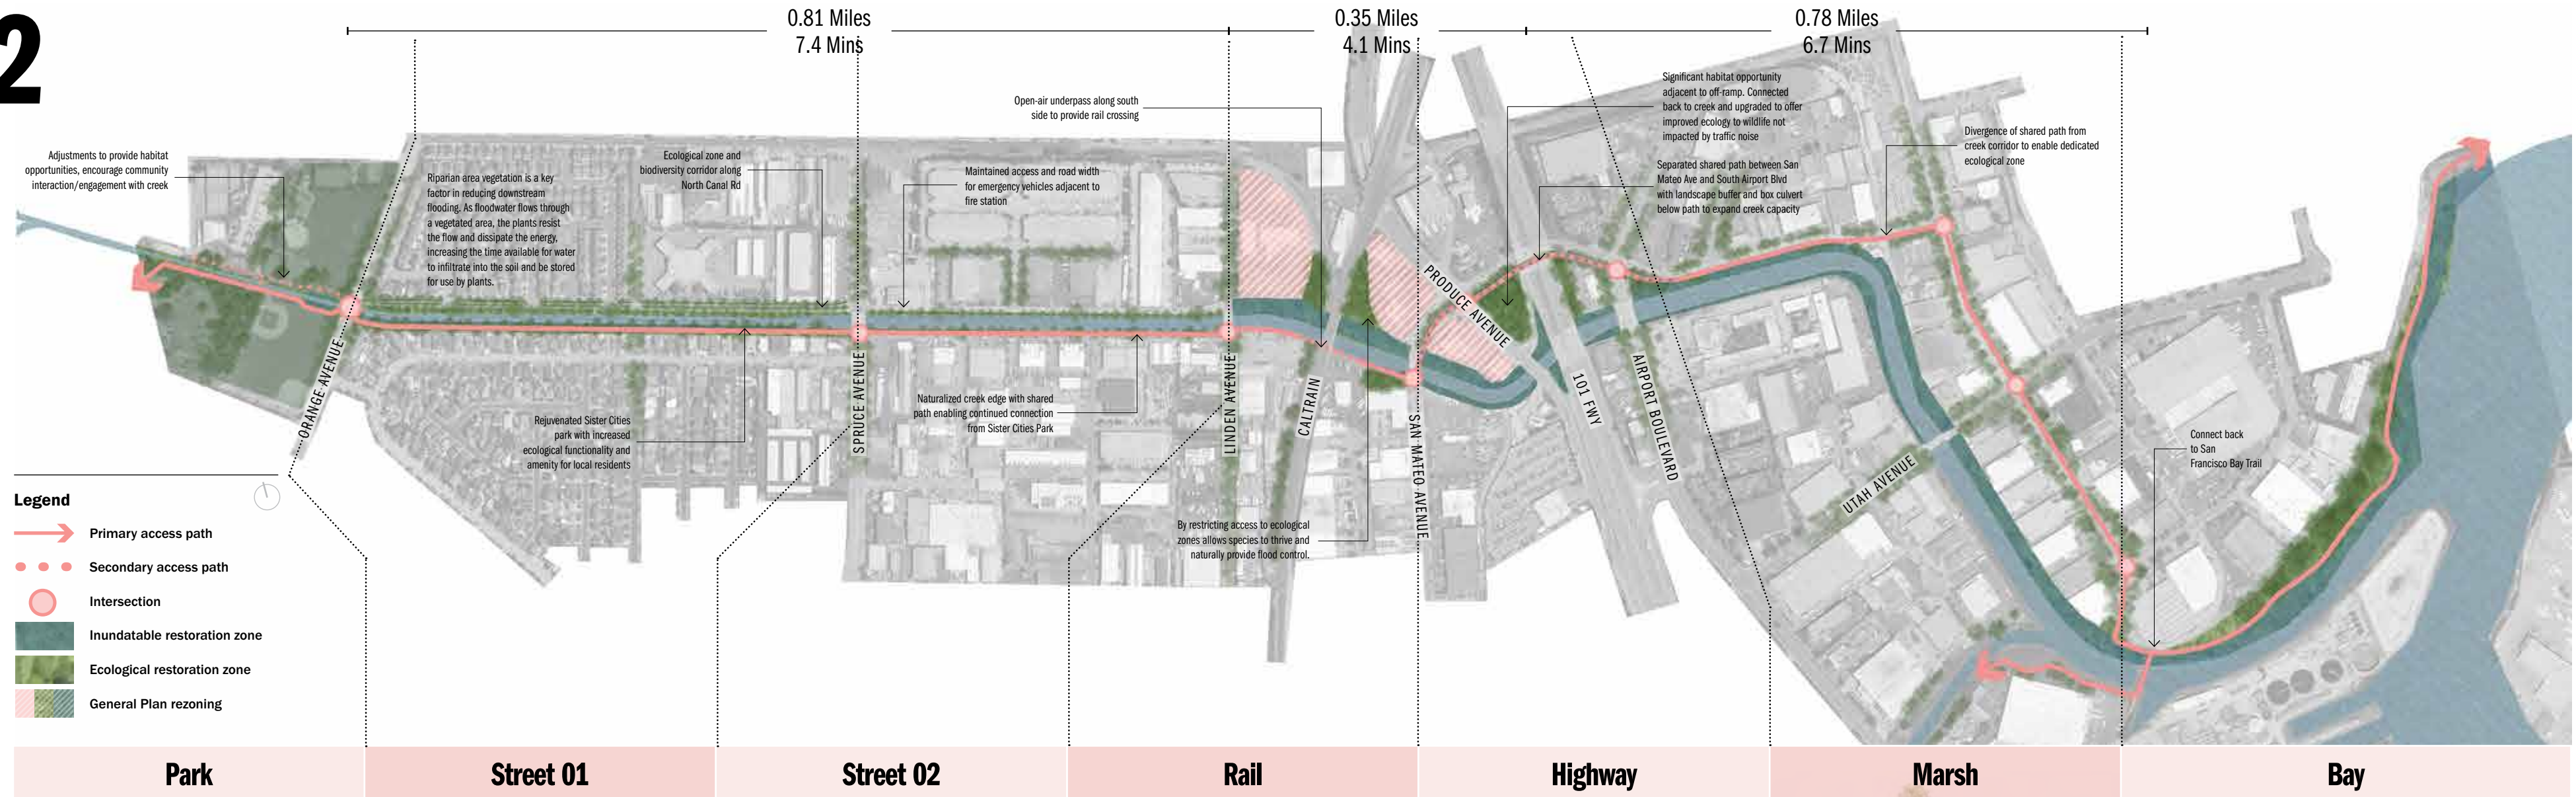 2
0.81 Miles
7.4 Mins
0.35 Miles
4.1 Mins
0.78 Miles
6.7 Mins
Adjustments to provide habitat
opportunities, encourage community
interaction/engagement with creek
Riparian area vegetation is a key
factor in reducing downstream
flooding. As floodwater flows through
a vegetated area, the plants resist
the flow and dissipate the energy,
increasing the time available for water
to infiltrate into the soil and be stored
for use by plants.
Ecological zone and
biodiversity corridor along
North Canal Rd
Maintained access and road width
for emergency vehicles adjacent to
fire station
Open-air underpass along south
side to provide rail crossing
Significant habitat opportunity
adjacent to off-ramp. Connected
back to creek and upgraded to offer
improved ecology to wildlife not
impacted by traffic noise
Separated shared path between San
Mateo Ave and South Airport Blvd
with landscape buffer and box culvert
below path to expand creek capacity
Divergence of shared path from
creek corridor to enable dedicated
ecological zone
Rejuvenated Sister Cities
park with increased
ecological functionality and
amenity for local residents
Naturalized creek edge with shared
path enabling continued connection
from Sister Cities Park
By restricting access to ecological
zones allows species to thrive and
naturally provide flood control.
Connect back
to San
Francisco Bay Trail
ORANGE AVENUE
SPRUCE AVENUE
LINDEN AVENUE
CALTRAIN
SAN MATEO AVENUE
PRODUCE AVENUE
101 FWY
AIRPORT BOULEVARD
UTAH AVENUE
Legend
Primary access path
Secondary access path
Intersection
Inundatable restoration zone
Ecological restoration zone
General Plan rezoning
Park
Street 01
Street 02
Rail
Highway
Marsh
Bay